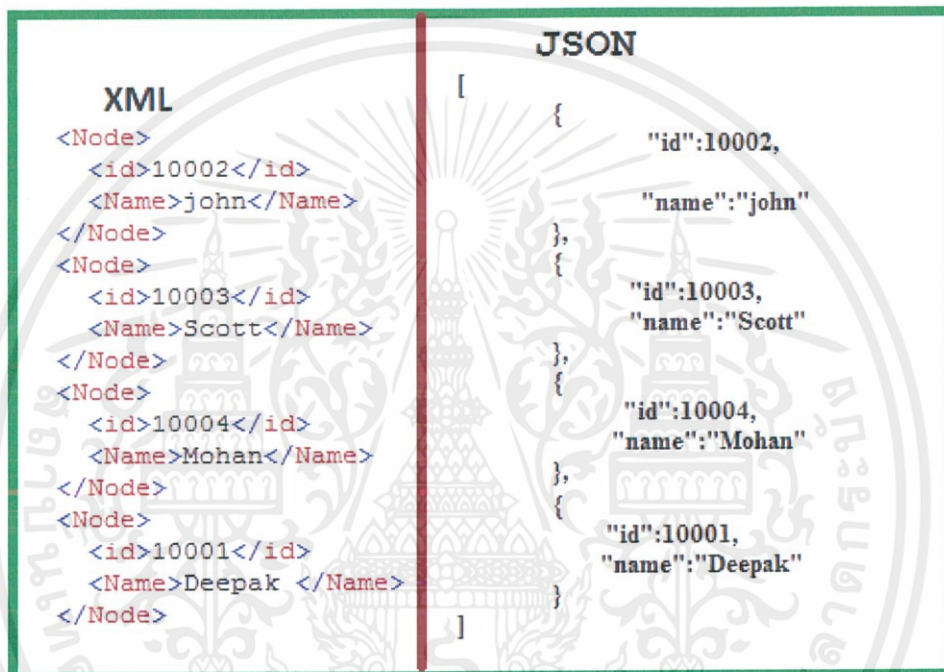 XML
<Node>
<id>10002</id>
<Name>john</Name>
</Node>
<Node>
<id>10003</id>
<Name>Scott</Name>
</Node>
<Node>
<id>10004</id>
<Name>Mohan</Name>
</Node>
<Node>
<id>10001</id>
<Name>Deepak </Name>
</Node>
JSON
[
{
"id":10002,
"name":"john"
},
{
"id":10003,
"name":"Scott"
},
{
"id":10004,
"name":"Mohan"
},
{
"id":10001,
"name":"Deepak"
}
]